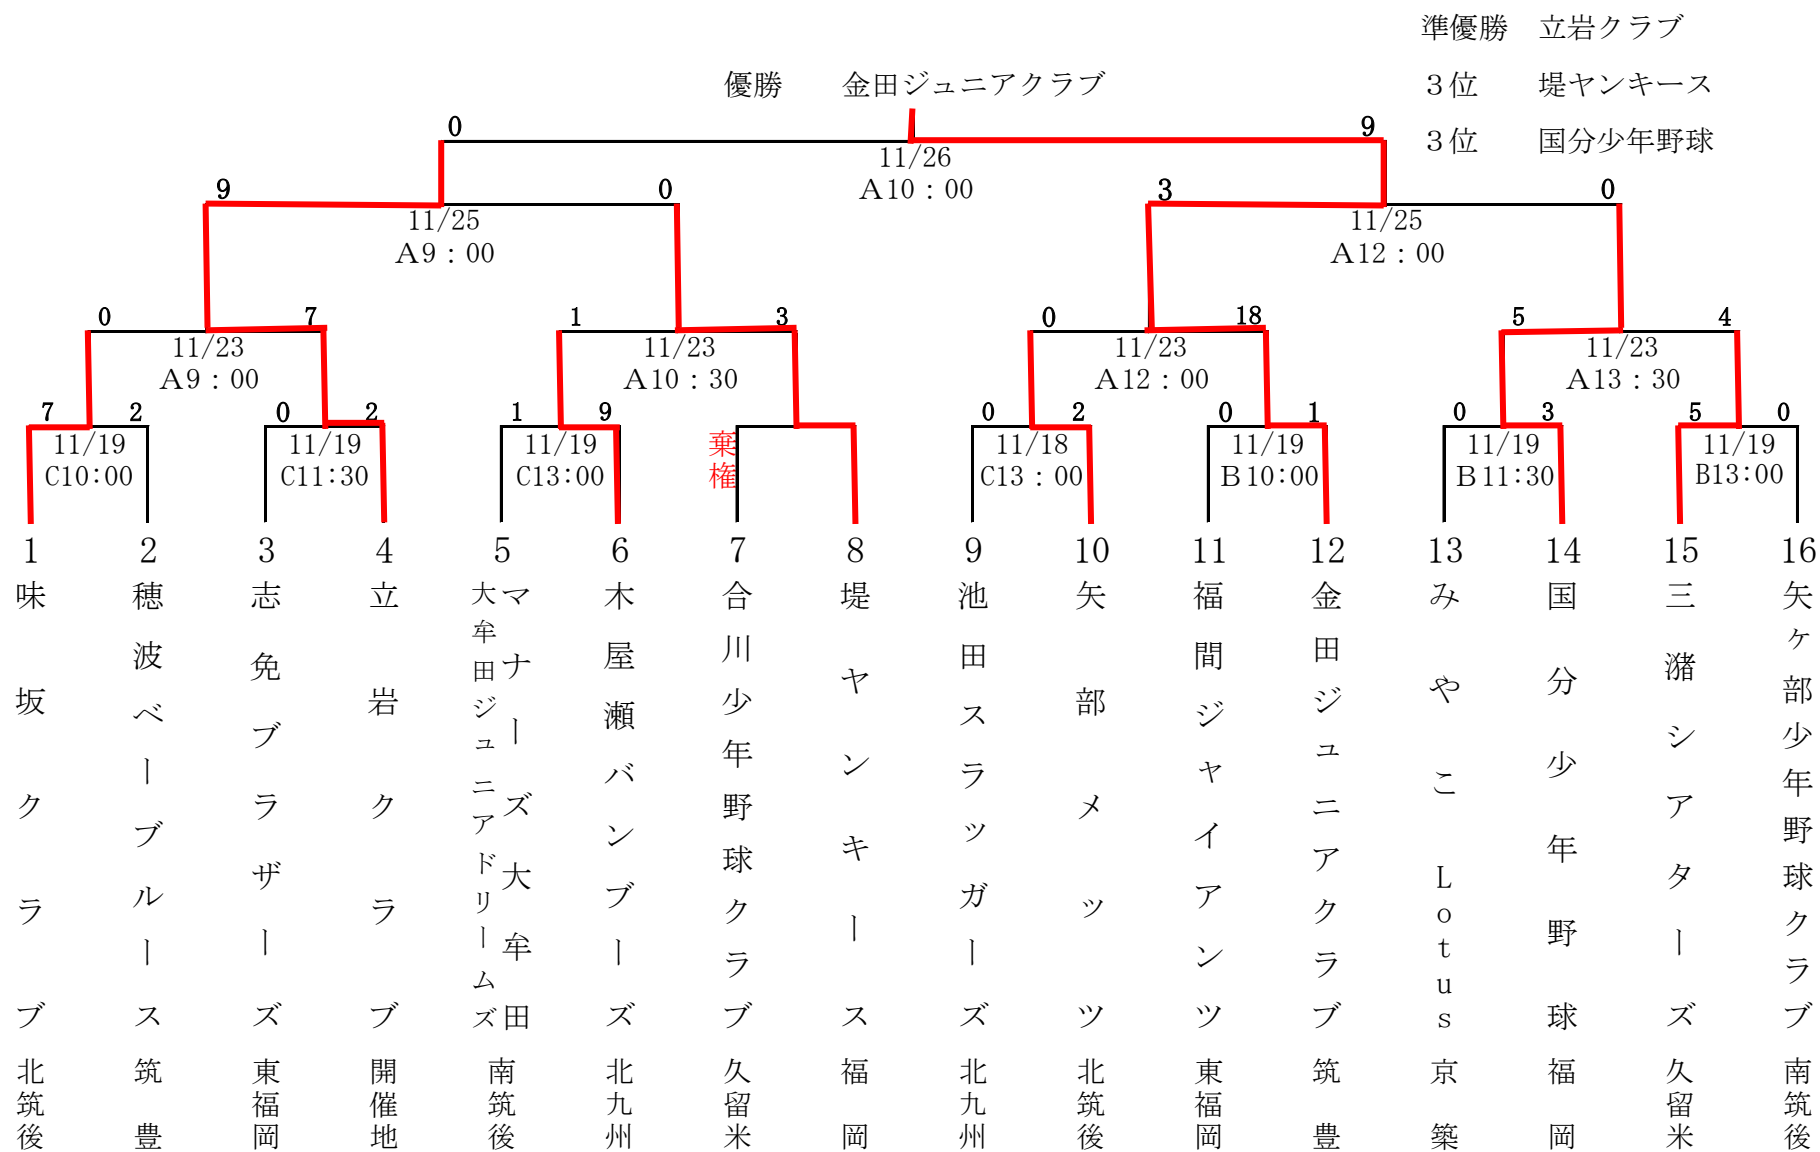 準優勝　立岩クラブ
優勝　金田ジュニアクラブ
３位　堤ヤンキース
３位　国分少年野球
0 9
11/26
A10：00
9 0 3 0
11/25 11/25
A9：00 A12：00
0 7 1 3 0 18 5 4
11/23 11/23 11/23 11/23
A9：00 A10：30 A12：00 A13：30
7 2 0 2 1 9 0 2 0 1 0 3 5 0
11/19 11/19 11/19 11/18 11/19 11/19 11/19
C10:00 C11:30 C13:00 C13：00 B10:00 B11:30 B13:00
棄権
1 2 3 4 5 6 7 8 9 10 11 12 13 14 15 16
味坂クラブ
穂波ベーブルース
志免ブラザーズ
立岩クラブ
マナーズ大牟田
大牟田ジュニアドリームズ
木屋瀬バンブーズ
合川少年野球クラブ
堤ヤンキース
池田スラッガーズ
矢部メッツ
福間ジャイアンツ
金田ジュニアクラブ
みやこLotus
国分少年野球
三潴シアターズ
矢ケ部少年野球クラブ
北筑後
筑豊
東福岡
開催地
南筑後
北九州
久留米
福岡
北九州
北筑後
東福岡
筑豊
京築
福岡
久留米
南筑後